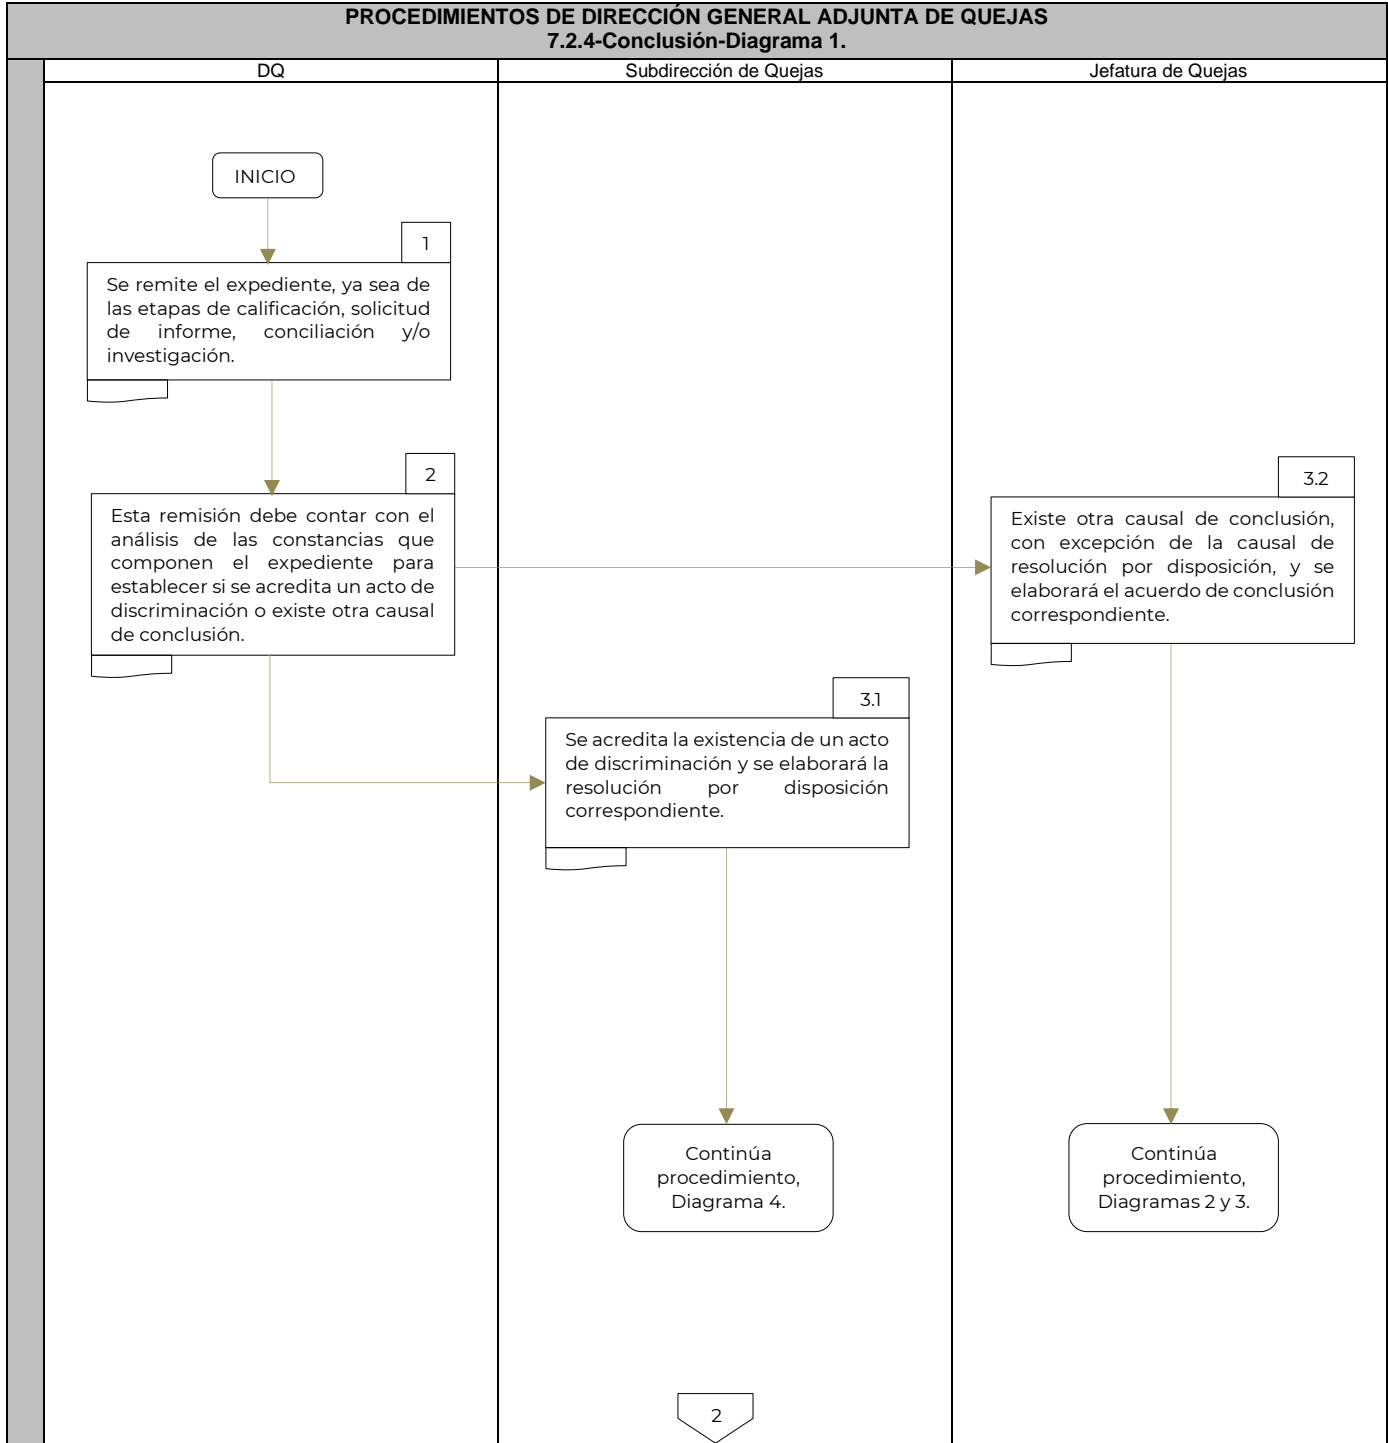 PROCEDIMIENTOS DE DIRECCIÓN GENERAL ADJUNTA DE QUEJAS
7.2.4-Conclusión-Diagrama 1.
DQ
Subdirección de Quejas
Jefatura de Quejas
INICIO
1
Se remite el expediente, ya sea de
las etapas de calificación, solicitud
de informe, conciliación y/o
investigación.
2
Esta remisión debe contar con el
análisis de las constancias que
componen el expediente para
establecer si se acredita un acto de
discriminación o existe otra causal
de conclusión.
3.2
Existe otra causal de conclusión,
con excepción de la causal de
resolución por disposición, y se
elaborará el acuerdo de conclusión
correspondiente.
3.1
Se acredita la existencia de un acto
de discriminación y se elaborará la
resolución por disposición
correspondiente.
Continúa
procedimiento,
Diagrama 4.
Continúa
procedimiento,
Diagramas 2 y 3.
2